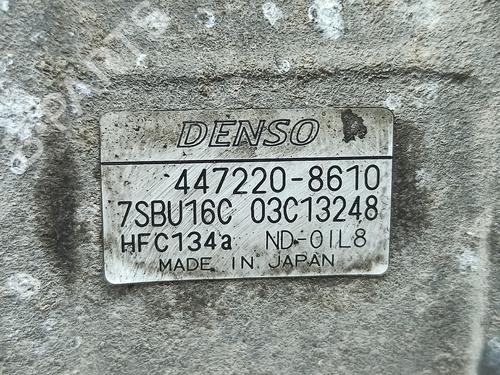 DENSO
447220-8610
7SBU16C 03C13248
HFC134a ND-OIL8
MADE IN JAPAN